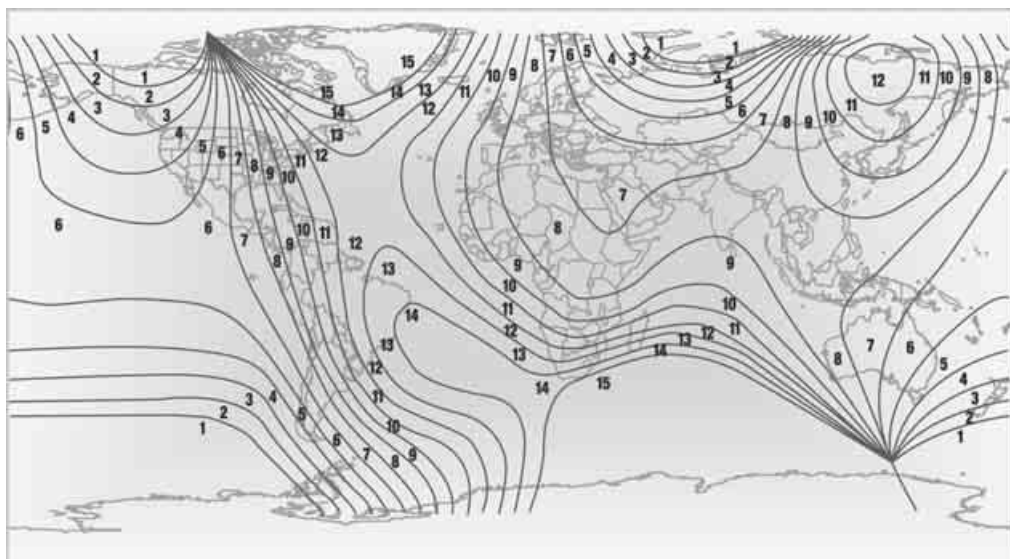 1 1
1 7 6 5 4 3 2
15 2
2 1 10 9 8 3 12 11 10 9 8
2 15 14 13 11 4
3 14 12 5 6 11
6 5 4 3 7 8 9 10
4 13
5 6 7 8 11 12
9 10
7
6 6 10 11 8
7 9 12
8 13 9 9
10
14 11 10
12 12 11
13 13 7 6
13 14 8 5
12 4
14 15
3 4 11 3
2 5 2
1 10 1
6
7 8 9